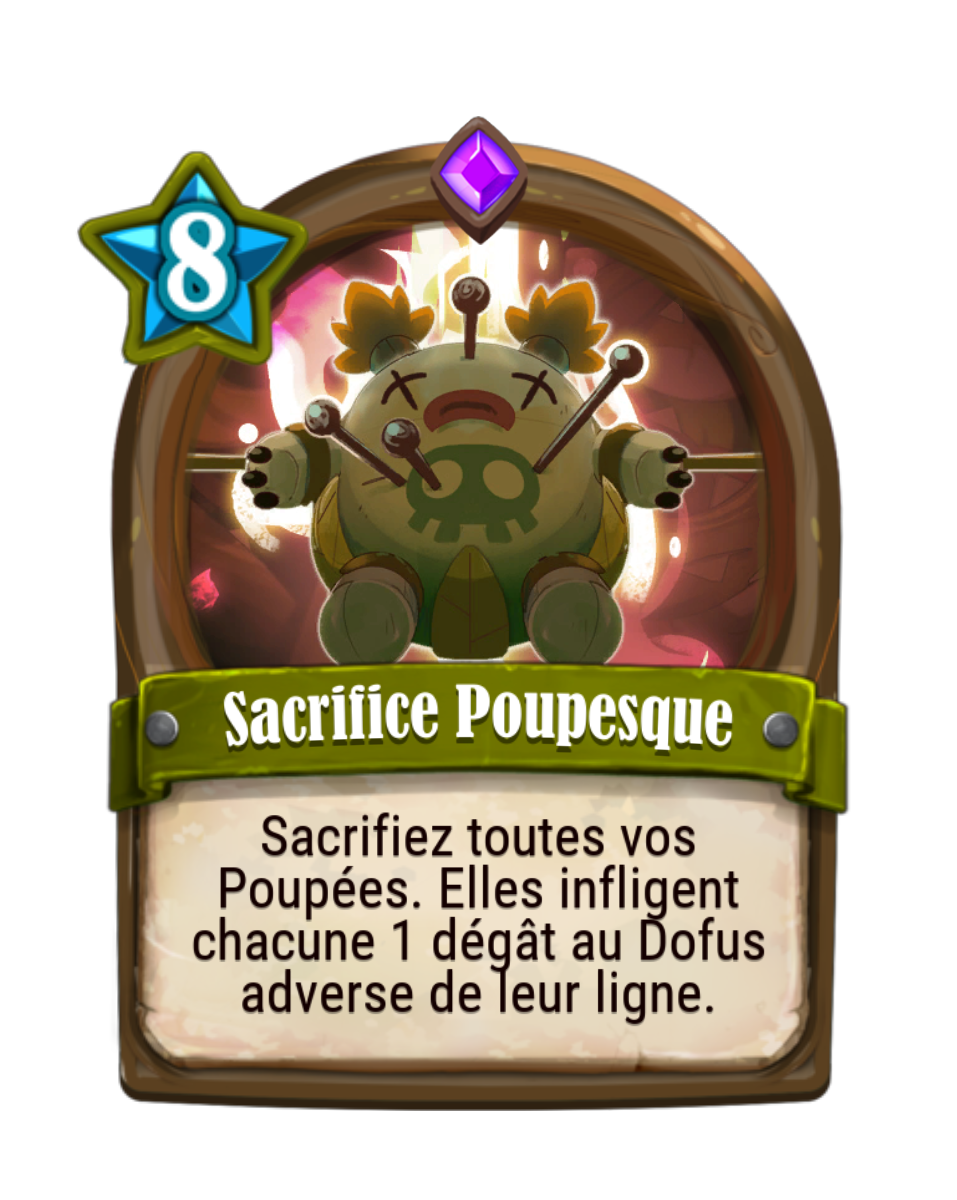 8
Sacrifice Poupesque
Sacrifiez toutes vos
Poupées. Elles infligent
chacune 1 dégât au Dofus
adverse de leur ligne.